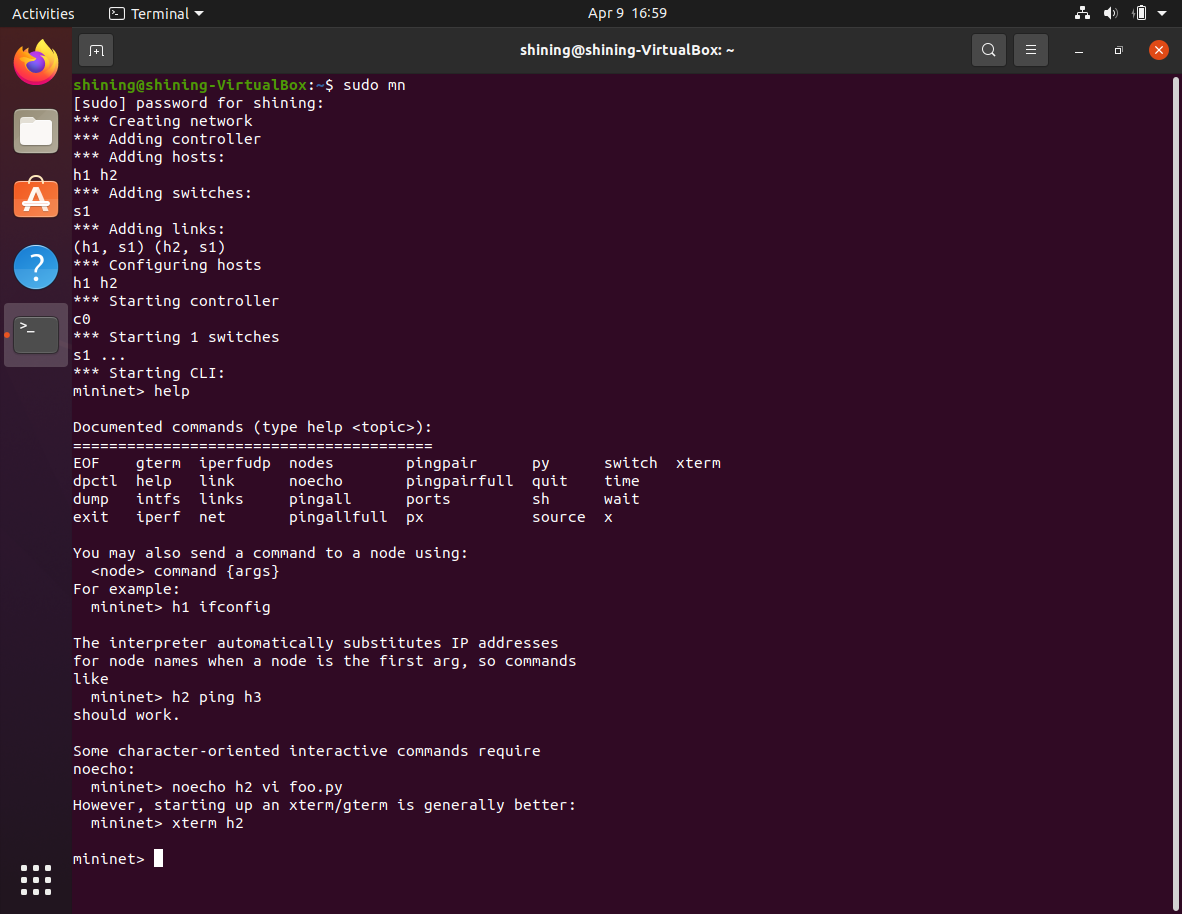 Activities Terminal Apr 9 16:59
shining@shining-VirtualBox: ~
shining@shining-VirtualBox:~$ sudo mn
[sudo] password for shining:
*** Creating network
*** Adding controller
*** Adding hosts:
h1 h2
*** Adding switches:
s1
*** Adding links:
(h1, s1) (h2, s1)
*** Configuring hosts
h1 h2
*** Starting controller
c0
*** Starting 1 switches
s1 ...
*** Starting CLI:
mininet> help

Documented commands (type help <topic>):
========================================
EOF    gterm  iperfudp  nodes        pingpair      py      switch  xterm
dpctl  help   link      noecho       pingpairfull  quit    time
dump   intfs  links     pingall      ports         sh      wait
exit   iperf  net       pingallfull  px            source  x

You may also send a command to a node using:
  <node> command {args}
For example:
  mininet> h1 ifconfig

The interpreter automatically substitutes IP addresses
for node names when a node is the first arg, so commands
like
  mininet> h2 ping h3
should work.

Some character-oriented interactive commands require
noecho:
  mininet> noecho h2 vi foo.py
However, starting up an xterm/gterm is generally better:
  mininet> xterm h2

mininet>